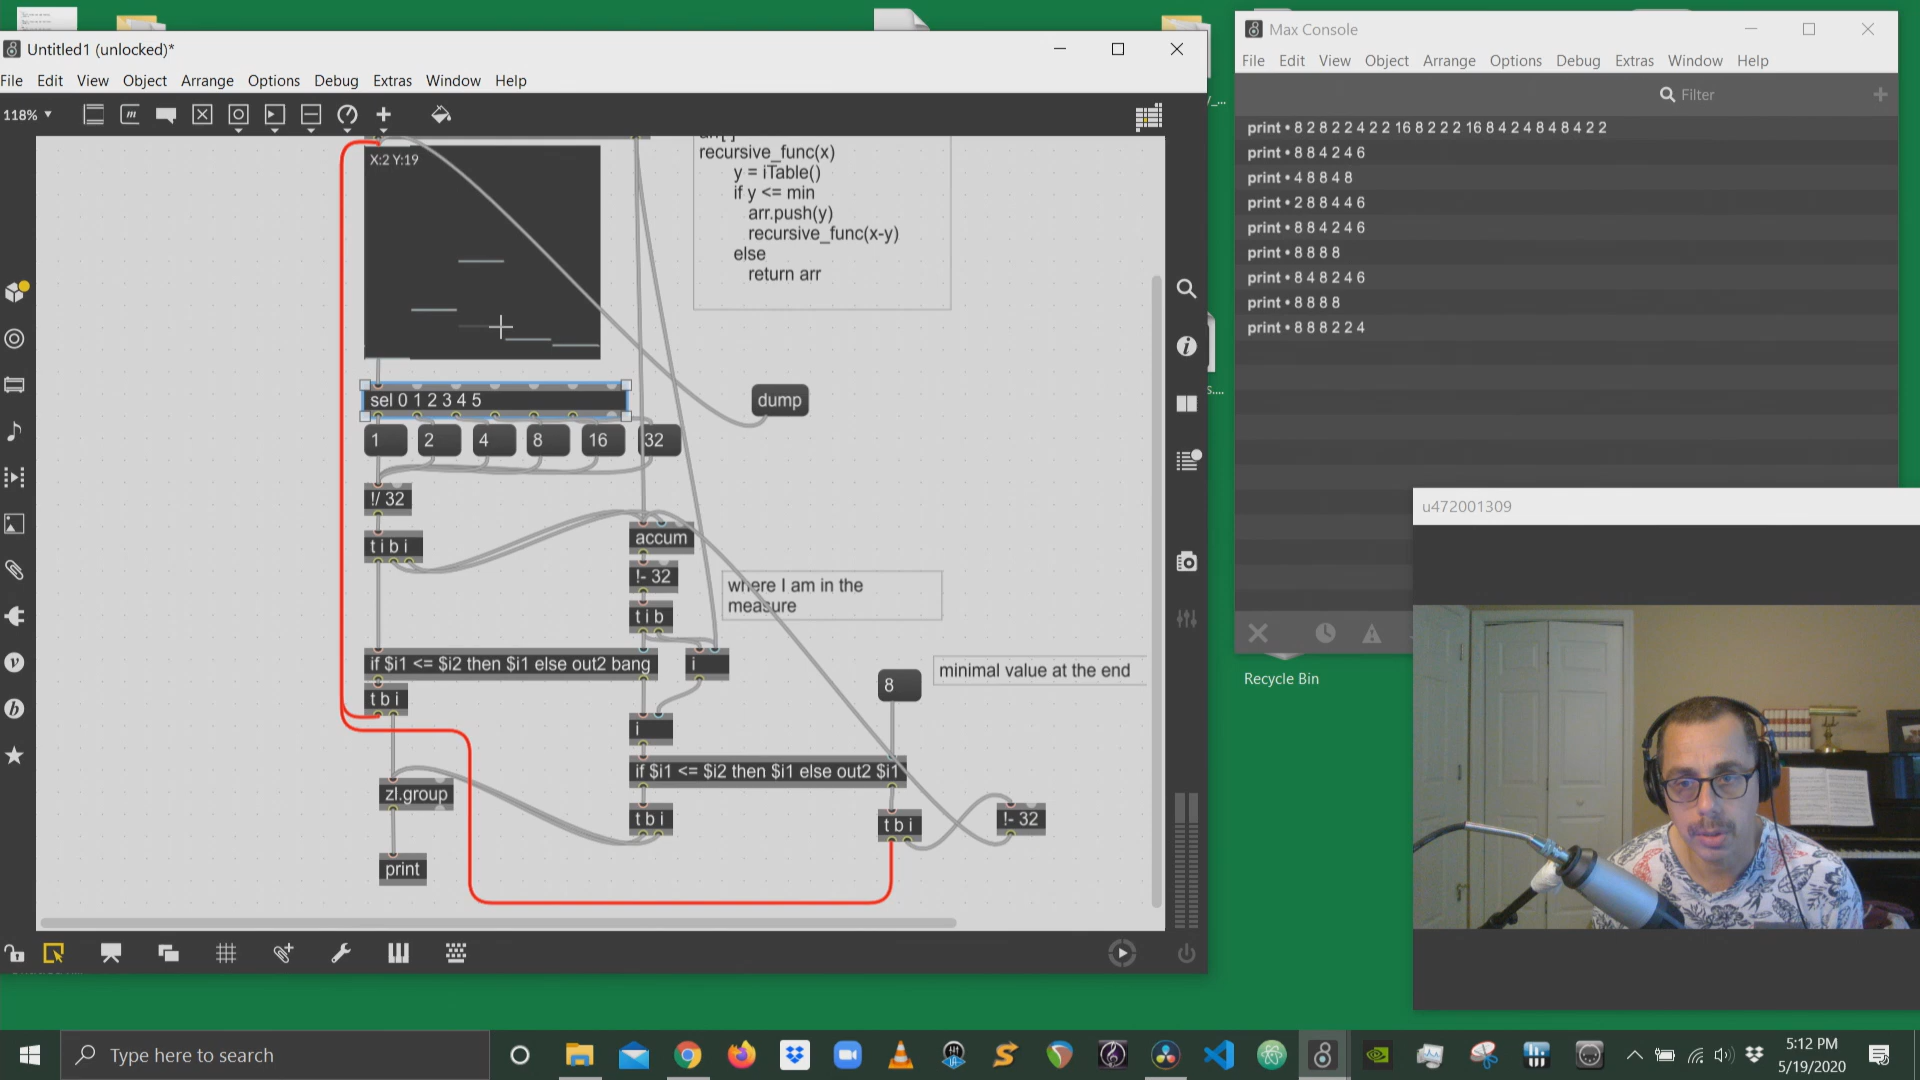 Untitled1 (unlocked)*
File Edit View Object Arrange Options Debug Extras Window Help
118%
X:2 Y:19
recursive_func(x)
y = iTable()
if y <= min
arr.push(y)
recursive_func(x-y)
else
return arr
sel 0 1 2 3 4 5
dump
1 2 4 8 16 32
!/ 32
t i b i
accum
!- 32
t i b
where I am in the
measure
if $i1 <= $i2 then $i1 else out2 bang
i
t b i
8
minimal value at the end
i
if $i1 <= $i2 then $i1 else out2 $i1
zl.group
t b i
t b i
!- 32
print
Max Console
File Edit View Object Arrange Options Debug Extras Window Help
Filter
print • 8 2 8 2 2 4 2 2 16 8 2 2 2 16 8 4 2 4 8 4 8 4 2 2
print • 8 8 4 2 4 6
print • 4 8 8 4 8
print • 2 8 8 4 4 6
print • 8 8 4 2 4 6
print • 8 8 8 8
print • 8 4 8 2 4 6
print • 8 8 8 8
print • 8 8 8 2 2 4
u472001309
Recycle Bin
Type here to search
5:12 PM
5/19/2020